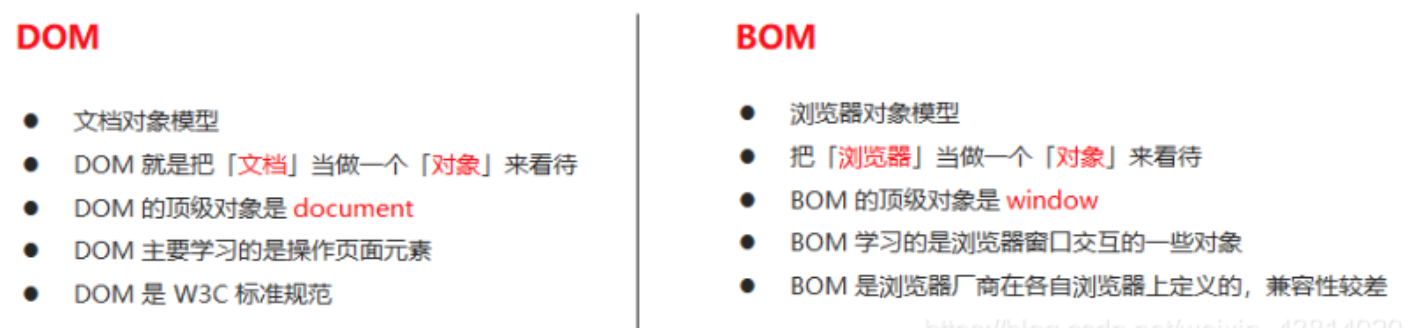 DOM
文档对象模型
DOM 就是把「文档」当做一个「对象」来看待
DOM 的顶级对象是 document
DOM 主要学习的是操作页面元素
DOM 是 W3C 标准规范
BOM
浏览器对象模型
把「浏览器」当做一个「对象」来看待
BOM 的顶级对象是 window
BOM 学习的是浏览器窗口交互的一些对象
BOM 是浏览器厂商在各自浏览器上定义的，兼容性较差